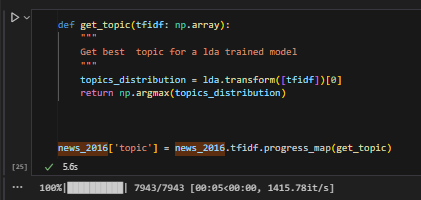 def get_topic(tfidf: np.array):
"""
Get best  topic for a lda trained model
"""
topics_distribution = lda.transform([tfidf])[0]
return np.argmax(topics_distribution)
news_2016['topic'] = news_2016.tfidf.progress_map(get_topic)
[25] ✓ 5.6s
... 100%|██████████| 7943/7943 [00:05<00:00, 1415.78it/s]